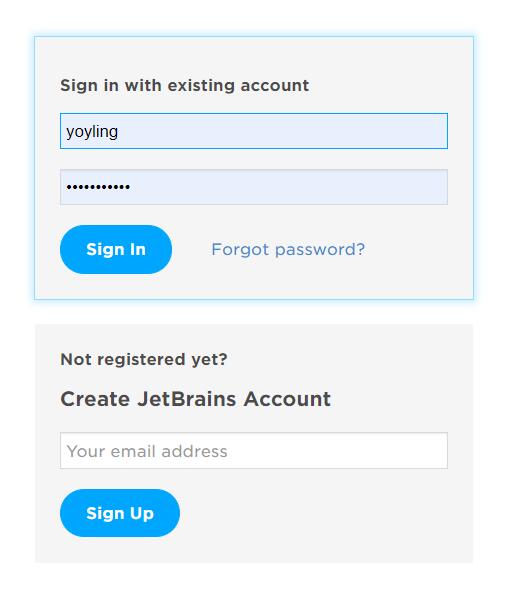 Sign in with existing account
yoyling
•••••••••••
Sign In Forgot password?
Not registered yet?
Create JetBrains Account
Your email address
Sign Up